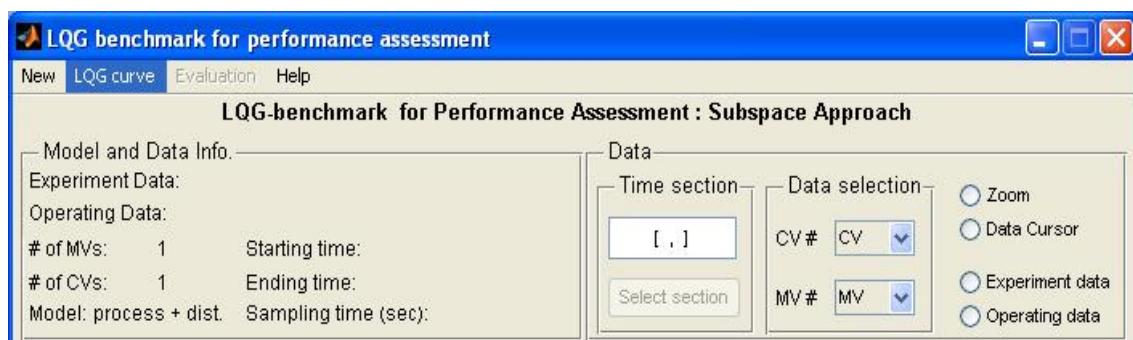 LQG benchmark for performance assessment
New LQG curve Evaluation Help
LQG-benchmark for Performance Assessment : Subspace Approach
Model and Data Info.
Experiment Data:
Operating Data:
# of MVs: 1 Starting time:
# of CVs: 1 Ending time:
Model: process + dist. Sampling time (sec):
Data
Time section
[ , ]
Select section
Data selection
CV # CV
MV # MV
Zoom
Data Cursor
Experiment data
Operating data